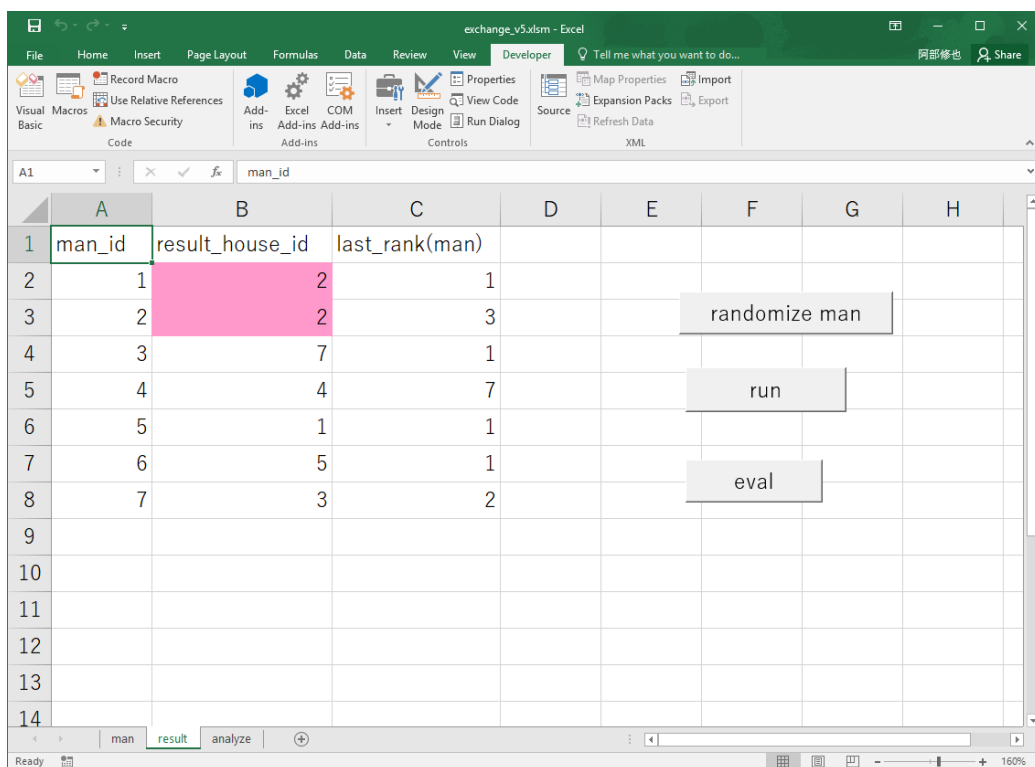 exchange_v5.xlsm - Excel
File Home Insert Page Layout Formulas Data Review View Developer Tell me what you want to do... 阿部修也 Share
Visual Basic
Macros
Record Macro
Use Relative References
Macro Security
Code
Add-ins
Excel Add-ins
COM Add-ins
Add-ins
Insert
Design Mode
Properties
View Code
Run Dialog
Controls
Source
Map Properties
Expansion Packs
Refresh Data
Import
Export
XML
A1 fx man_id
A B C D E F G H
1 man_id result_house_id last_rank(man)
2 1 2 1
3 2 2 3
randomize man
4 3 7 1
5 4 4 7
run
6 5 1 1
7 6 5 1
eval
8 7 3 2
9
10
11
12
13
14
man result analyze
Ready 160%